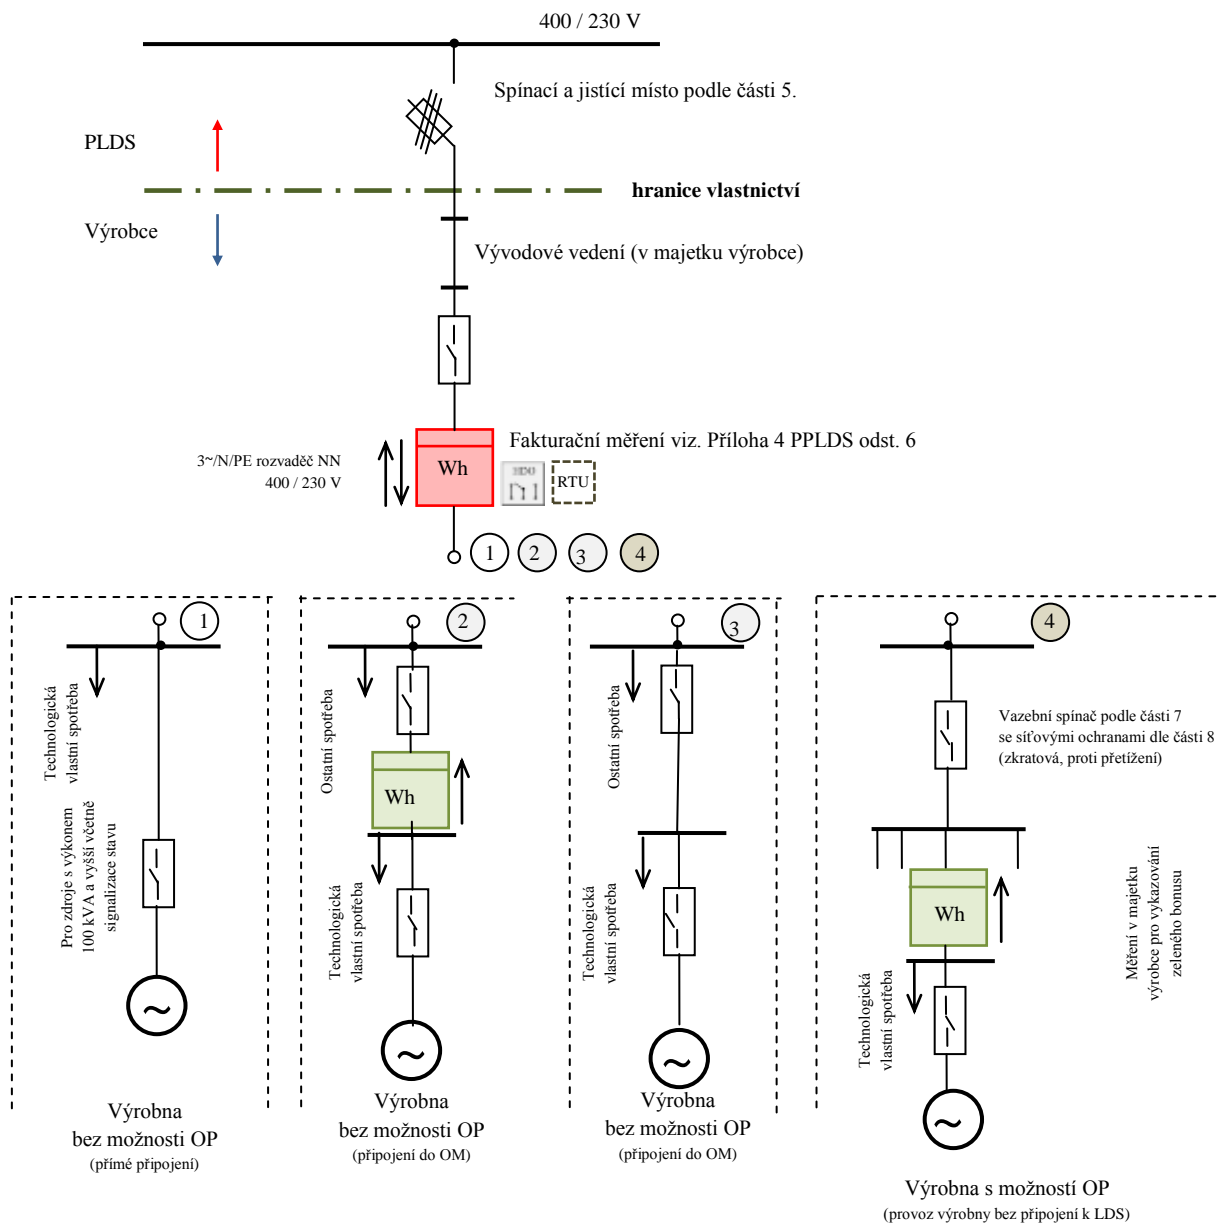 400 / 230 V
Spínací a jistící místo podle části 5.
PLDS
hranice vlastnictví
Výrobce
Vývodové vedení (v majetku výrobce)
Fakturační měření viz. Příloha 4 PPLDS odst. 6
3~/N/PE rozvaděč NN
400 / 230 V
Wh
HDO
RTU
1 2 3 4
1
Technologická
vlastní spotřeba
Pro zdroje s výkonem
100 kVA a vyšší včetně
signalizace stavu
~
Výrobna
bez možnosti OP
(přímé připojení)
2
Ostatní spotřeba
Wh
Technologická
vlastní spotřeba
~
Výrobna
bez možnosti OP
(připojení do OM)
3
Ostatní spotřeba
Technologická
vlastní spotřeba
~
Výrobna
bez možnosti OP
(připojení do OM)
4
Vazební spínač podle části 7
se síťovými ochranami dle části 8
(zkratová, proti přetížení)
Wh
Měření v majetku
výrobce pro vykazování
zeleného bonusu
Technologická
vlastní spotřeba
~
Výrobna s možností OP
(provoz výrobny bez připojení k LDS)